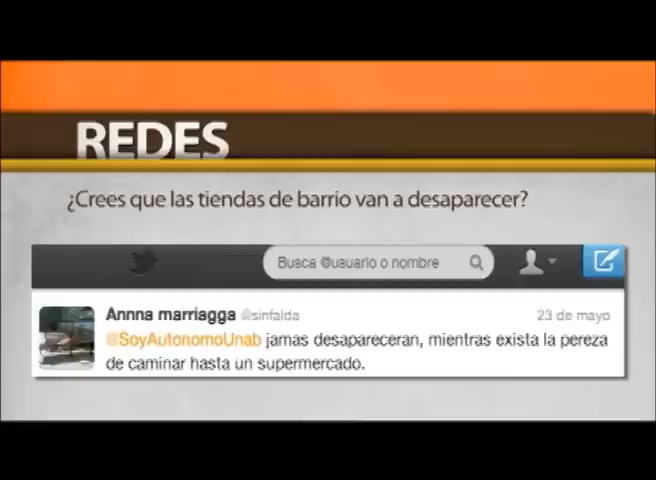 REDES
¿Crees que las tiendas de barrio van a desaparecer?
Busca @usuario o nombre
Annna marriagga @sinfalda 23 de mayo
@SoyAutonomoUnab jamas desapareceran, mientras exista la pereza
de caminar hasta un supermercado.